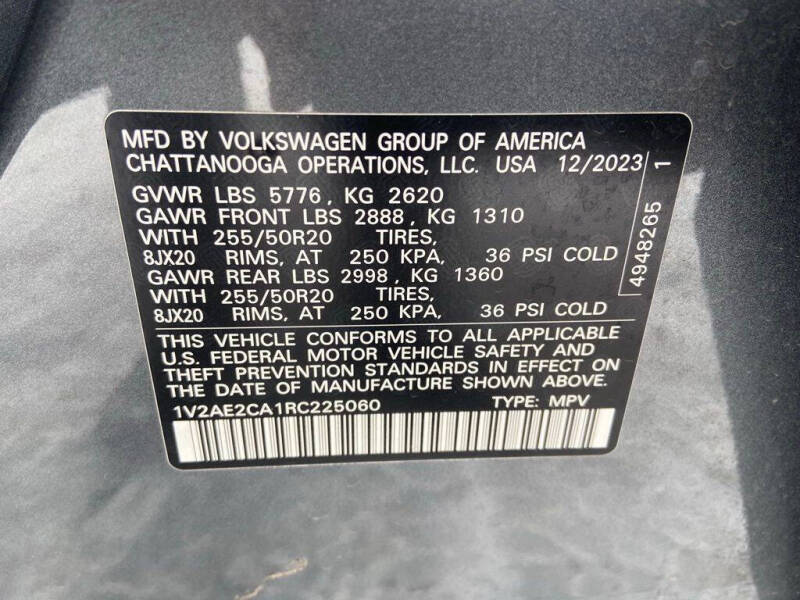 MFD BY VOLKSWAGEN GROUP OF AMERICA
CHATTANOOGA OPERATIONS, LLC. USA 12/2023
GVWR LBS 5776, KG 2620
GAWR FRONT LBS 2888, KG 1310
WITH 255/50R20 TIRES,
8JX20 RIMS, AT 250 KPA, 36 PSI COLD
GAWR REAR LBS 2998, KG 1360
WITH 255/50R20 TIRES,
8JX20 RIMS, AT 250 KPA, 36 PSI COLD
THIS VEHICLE CONFORMS TO ALL APPLICABLE
U.S. FEDERAL MOTOR VEHICLE SAFETY AND
THEFT PREVENTION STANDARDS IN EFFECT ON
THE DATE OF MANUFACTURE SHOWN ABOVE.
1V2AE2CA1RC225060 TYPE: MPV
4948265 1